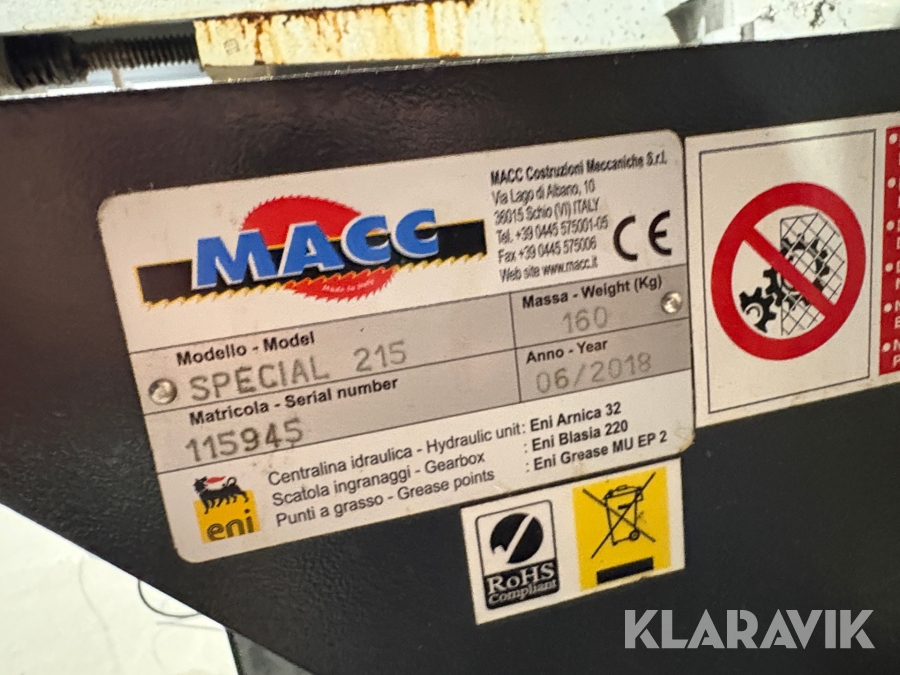 MACC
Made in Italy
MACC Costruzioni Meccaniche S.r.l.
Via Lago di Albano, 10
36015 Schio (VI) ITALY
Tel. +39 0445 575001-05
Fax +39 0445 575006
Web site www.macc.it
CE
Modello - Model
SPECIAL 215
Massa - Weight (Kg)
160
Matricola - Serial number
115945
Anno - Year
06/2018
Centralina idraulica - Hydraulic unit: Eni Arnica 32
Scatola ingranaggi - Gearbox : Eni Blasia 220
Punti a grasso - Grease points : Eni Grease MU EP 2
eni
RoHS
Compliant
KLARAVIK